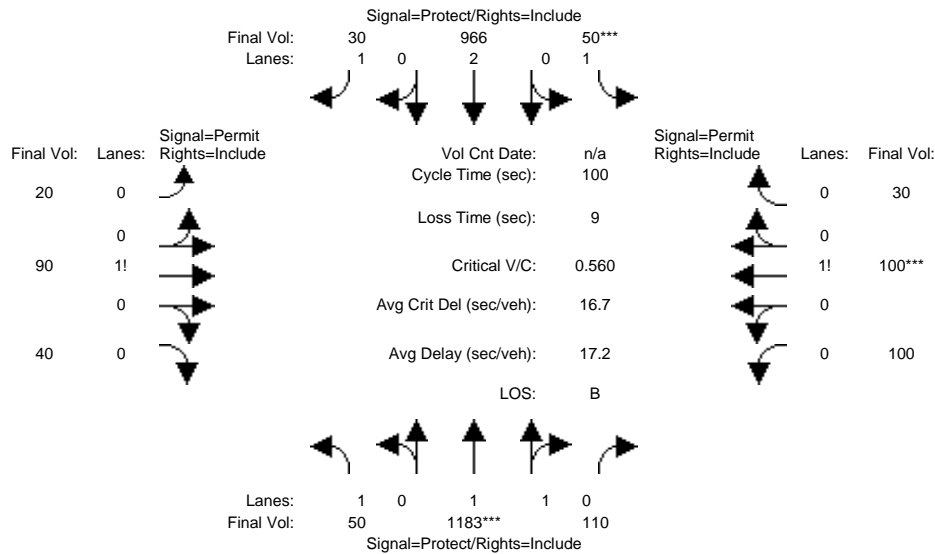 Signal=Protect/Rights=Include
Final Vol: 30 966 50***
Lanes: 1 0 2 0 1
Signal=Permit
Final Vol: Lanes: Rights=Include
Vol Cnt Date: n/a
Signal=Permit
Rights=Include Lanes: Final Vol:
Cycle Time (sec): 100
20 0 0 30
Loss Time (sec): 9
0 0
90 1! Critical V/C: 0.560 1! 100***
0 Avg Crit Del (sec/veh): 16.7 0
40 0 Avg Delay (sec/veh): 17.2 0 100
LOS: B
Lanes: 1 0 1 1 0
Final Vol: 50 1183*** 110
Signal=Protect/Rights=Include